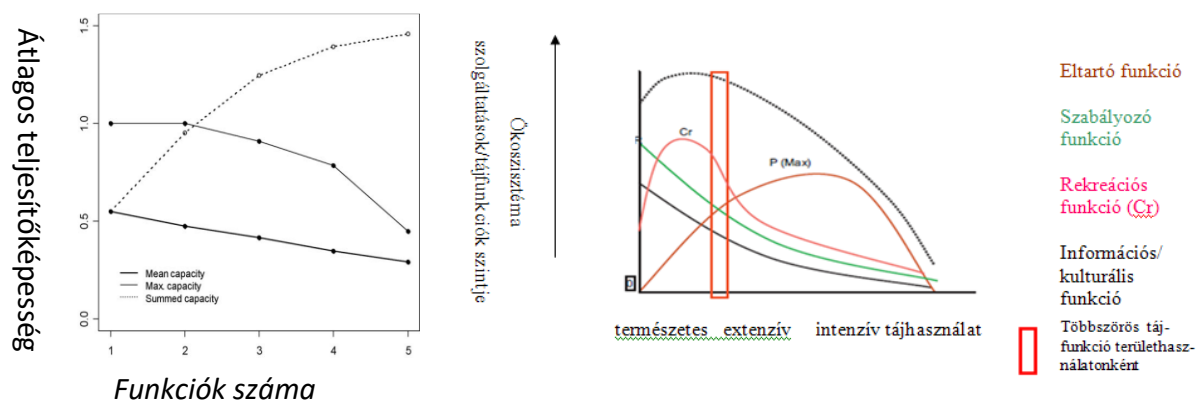 Átlagos teljesítőképesség
1.5
1.0
0.5
0.0
Mean capacity
Max. capacity
Summed capacity
1 2 3 4 5
Funkciók száma
Ökoszisztéma
szolgáltatások/tájfunkciók szintje
Cr
P (Max)
természetes extenzív intenzív tájhasználat
Eltartó funkció
Szabályozó
funkció
Rekreációs
funkció (Cr)
Információs/
kulturális
funkció
Többszörös táj-
funkció területhasz-
nálatonként